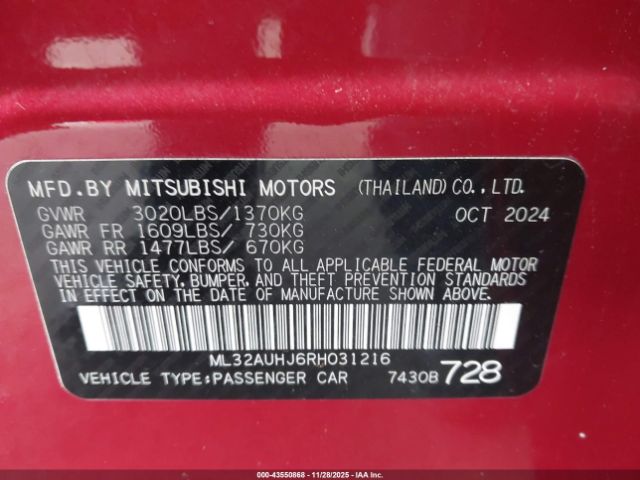 MFD.BY MITSUBISHI MOTORS (THAILAND) CO.,LTD.
GVWR 3020LBS/1370KG OCT 2024
GAWR FR 1609LBS/ 730KG
GAWR RR 1477LBS/ 670KG
THIS VEHICLE CONFORMS TO ALL APPLICABLE FEDERAL MOTOR
VEHICLE SAFETY, BUMPER, AND THEFT PREVENTION STANDARDS
IN EFFECT ON THE DATE OF MANUFACTURE SHOWN ABOVE.
ML32AUHJ6RH031216
VEHICLE TYPE:PASSENGER CAR 7430B 728
000-43550868 - 11/28/2025 - IAAI.com